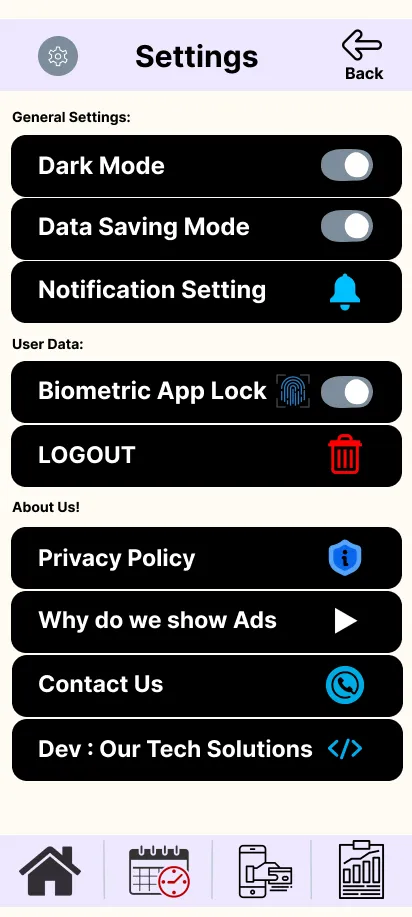 Settings
Back
General Settings:
Dark Mode
Data Saving Mode
Notification Setting
User Data:
Biometric App Lock
LOGOUT
About Us!
Privacy Policy
Why do we show Ads
Contact Us
Dev : Our Tech Solutions </>